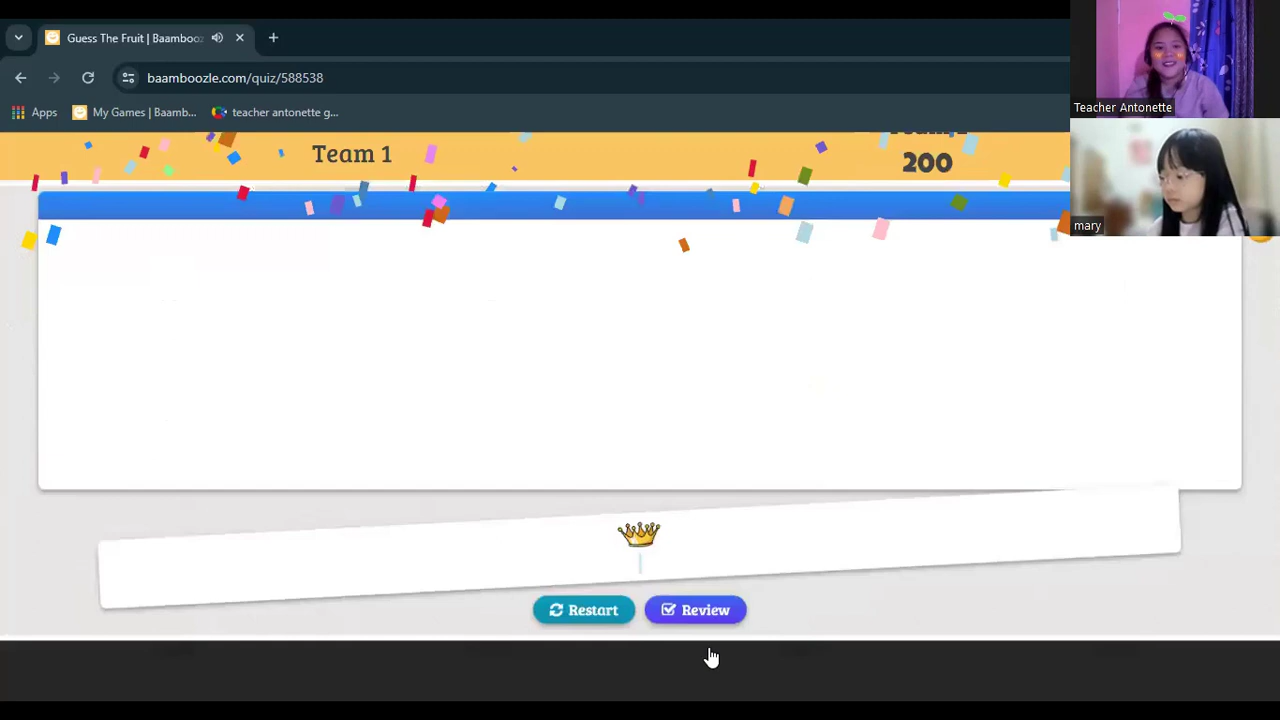 Guess The Fruit | Baambooz
baamboozle.com/quiz/588538
Apps
My Games | Baamb...
teacher antonette g...
Teacher Antonette
mary
Team 1
200
Restart
Review